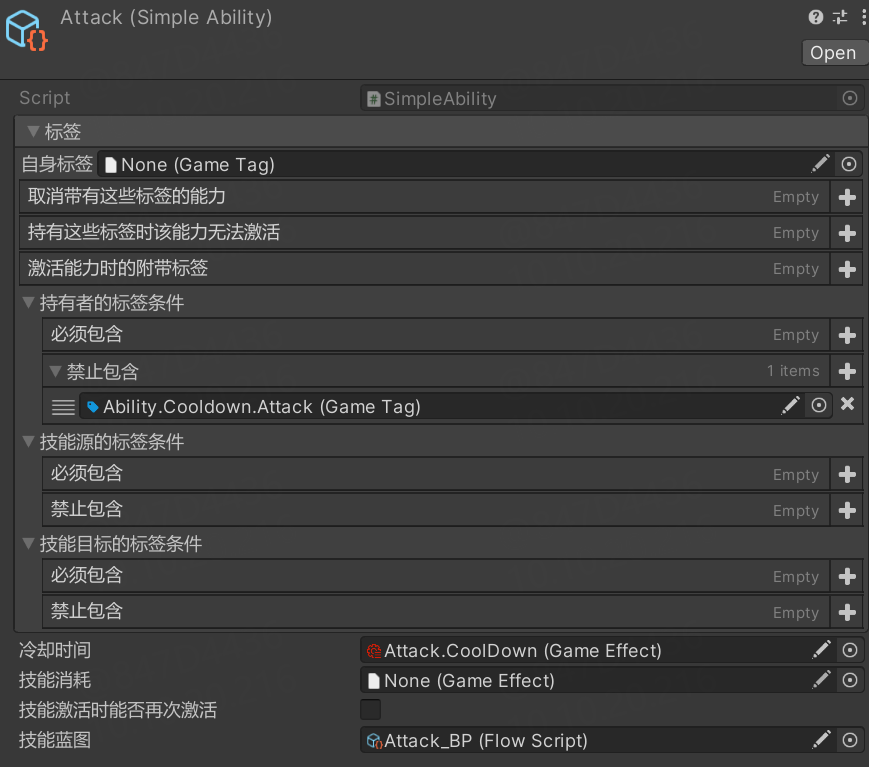 Attack (Simple Ability)
Open
Script SimpleAbility
标签
自身标签 None (Game Tag)
取消带有这些标签的能力 Empty
持有这些标签时该能力无法激活 Empty
激活能力时的附带标签 Empty
持有者的标签条件
必须包含 Empty
禁止包含 1 items
Ability.Cooldown.Attack (Game Tag)
技能源的标签条件
必须包含 Empty
禁止包含 Empty
技能目标的标签条件
必须包含 Empty
禁止包含 Empty
冷却时间 Attack.CoolDown (Game Effect)
技能消耗 None (Game Effect)
技能激活时能否再次激活
技能蓝图 Attack_BP (Flow Script)